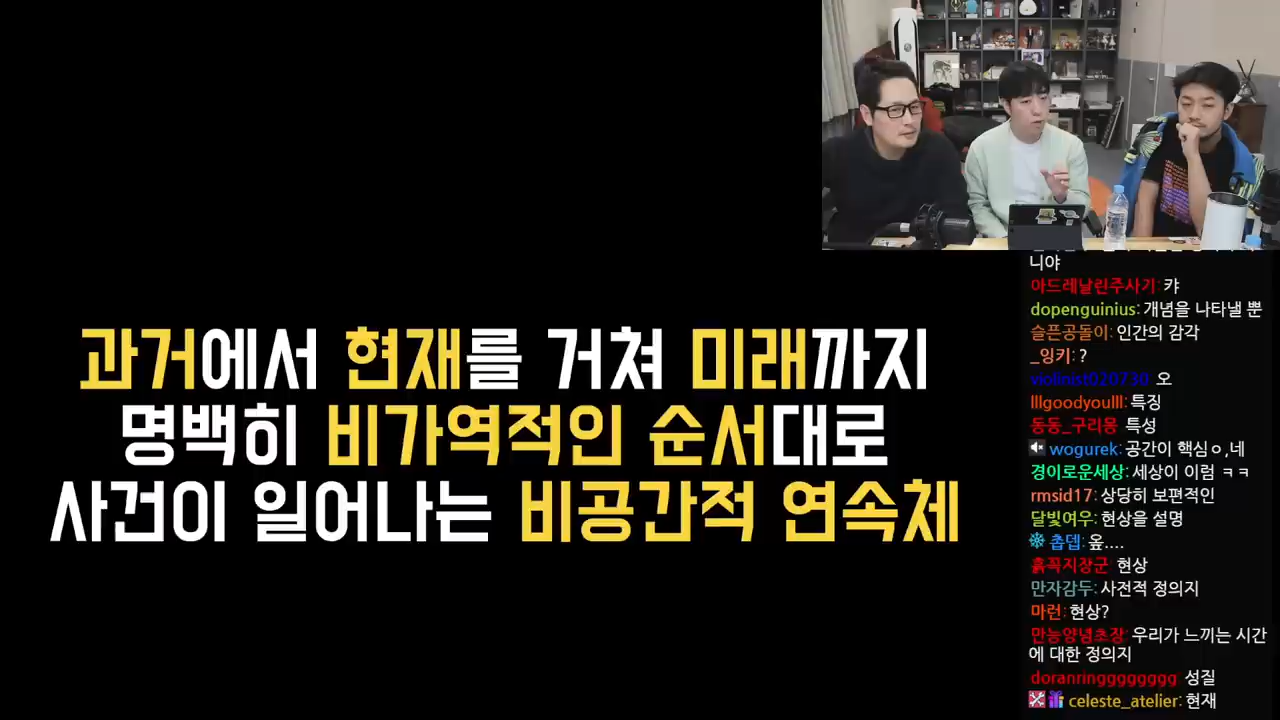 과거에서 현재를 거쳐 미래까지
명백히 비가역적인 순서대로
사건이 일어나는 비공간적 연속체
니야
아드레날린주사기: 캬
dopenguinius: 개념을 나타낼 뿐
슬픈공돌이: 인간의 감각
_잉키: ?
violinist020730: 오
lllgoodyoulll: 특징
동동_구리몽: 특성
wogurek: 공간이 핵심ㅇ,네
경이로운세상: 세상이 이럼 ㅋㅋ
rmsid17: 상당히 보편적인
달빛여우: 현상을 설명
춉뎁: 옾....
흙꼭지장군: 현상
만자감두: 사전적 정의지
마런: 현상?
만능양념초장: 우리가 느끼는 시간
에 대한 정의지
doranringgggggggg: 성질
celeste_atelier: 현재